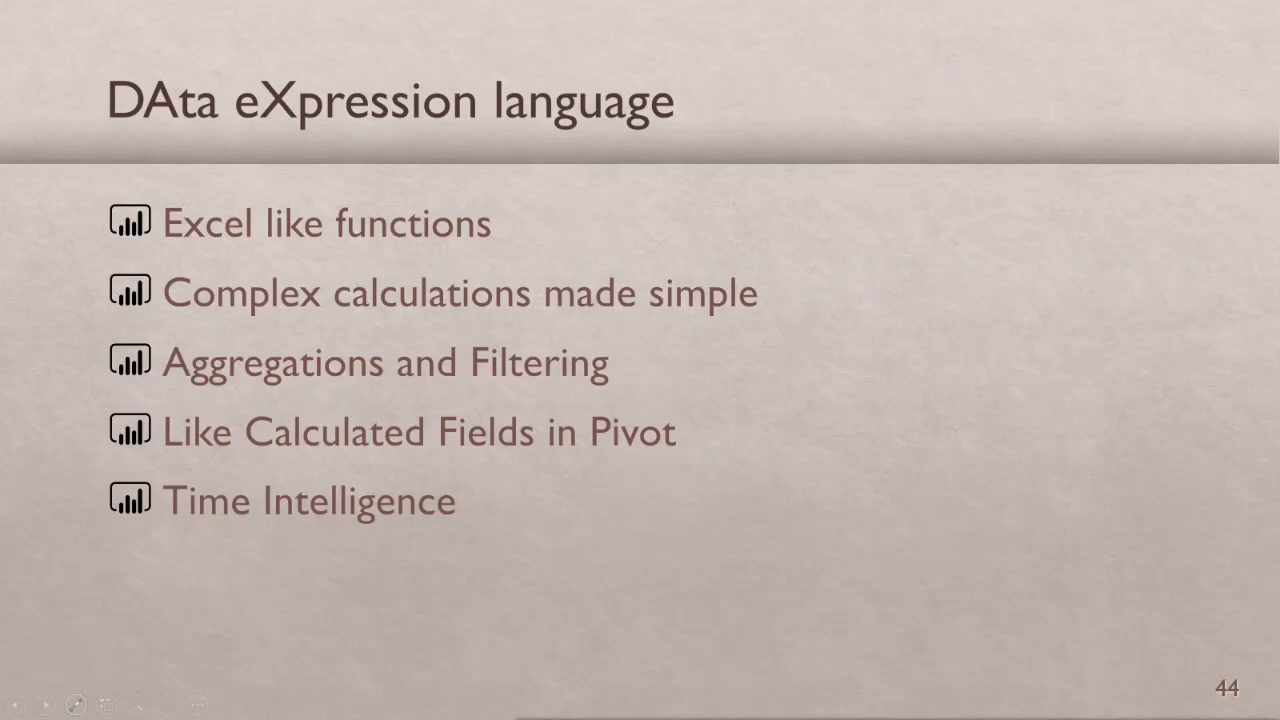 DAta eXpression language
Excel like functions
Complex calculations made simple
Aggregations and Filtering
Like Calculated Fields in Pivot
Time Intelligence
44